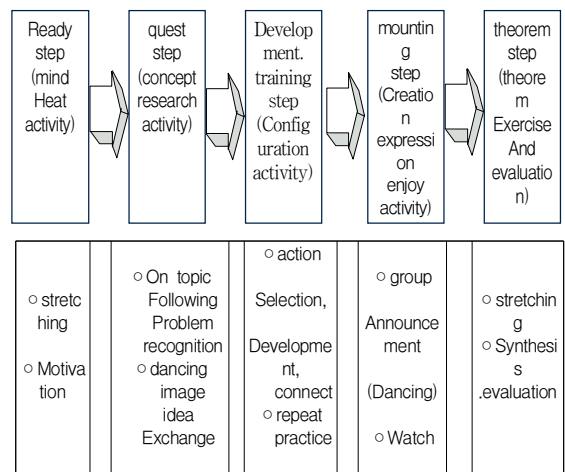 Ready
step
(mind
Heat
activity)
quest
step
(concept
research
activity)
Develop
ment.
training
step
(Config
uration
activity)
mountin
g
step
(Creatio
n
expressi
on
enjoy
activity)
theorem
step
(theore
m
Exercise
And
evaluatio
n)
○ stretc
hing
○ Motiva
tion
○ On topic
Following
Problem
recognition
○ dancing
image
idea
Exchange
○ action
Selection,
Developme
nt,
connect
○ repeat
practice
○ group
Announce
ment
(Dancing)
○ Watch
○ stretchin
g
○ Synthesi
s
.evaluation